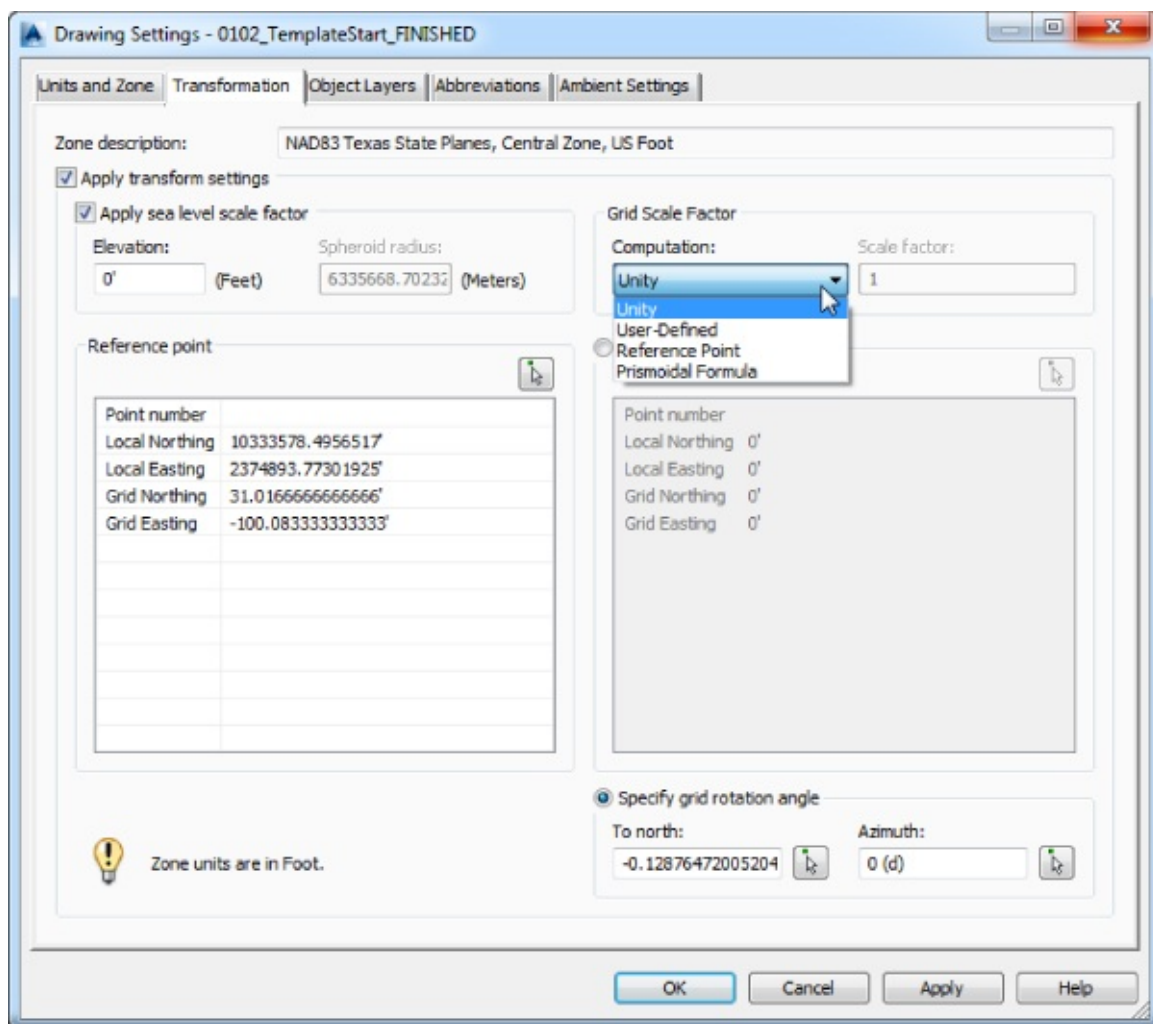 Drawing Settings - 0102_TemplateStart_FINISHED
Units and Zone Transformation Object Layers Abbreviations Ambient Settings
Zone description: NAD83 Texas State Planes, Central Zone, US Foot
Apply transform settings
Apply sea level scale factor
Elevation: Spheroid radius:
0' (Feet) 6335668.70232 (Meters)
Grid Scale Factor
Computation: Scale factor:
Unity 1
Unity
User-Defined
Reference Point
Prismoidal Formula
Reference point
Point number
Local Northing 10333578.4956517'
Local Easting 2374893.77301925'
Grid Northing 31.0166666666666'
Grid Easting -100.083333333333'
Point number
Local Northing 0'
Local Easting 0'
Grid Northing 0'
Grid Easting 0'
Specify grid rotation angle
To north: Azimuth:
-0.12876472005204 0 (d)
Zone units are in Foot.
OK Cancel Apply Help